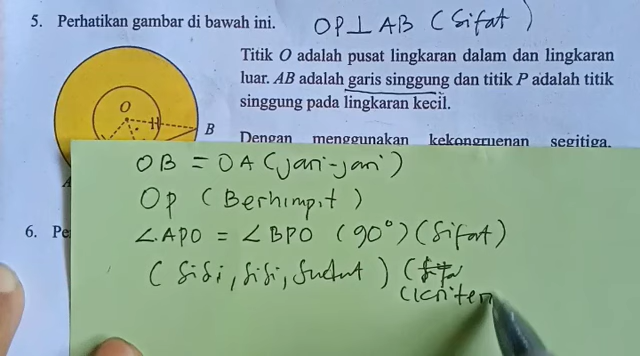 5. Perhatikan gambar di bawah ini. OP⊥AB (Sifat)
Titik O adalah pusat lingkaran dalam dan lingkaran
luar. AB adalah garis singgung dan titik P adalah titik
singgung pada lingkaran kecil.
O
B
Dengan menggunakan kekongruenan segitiga,
A
OB = OA (jari-jari)
OP (Berhimpit)
6. Pe
∠APO = ∠BPO (90°) (Sifat)
(Sisi, Sisi, Sudut) (
(kriter